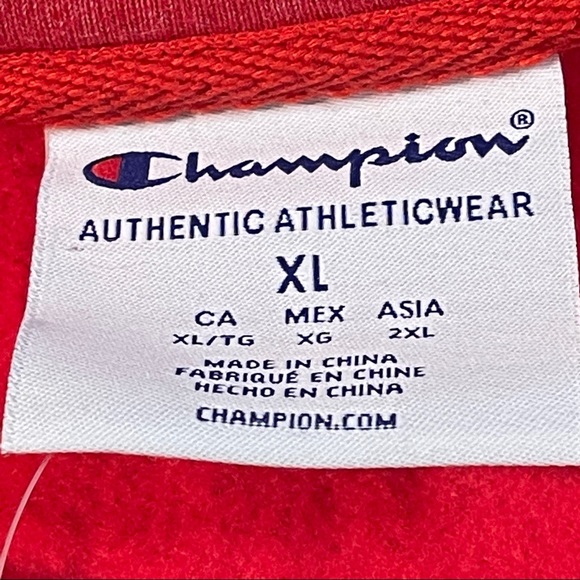 Champion®
AUTHENTIC ATHLETICWEAR
XL
CA MEX ASIA
XL/TG XG 2XL
MADE IN CHINA
FABRIQUÉ EN CHINE
HECHO EN CHINA
CHAMPION.COM